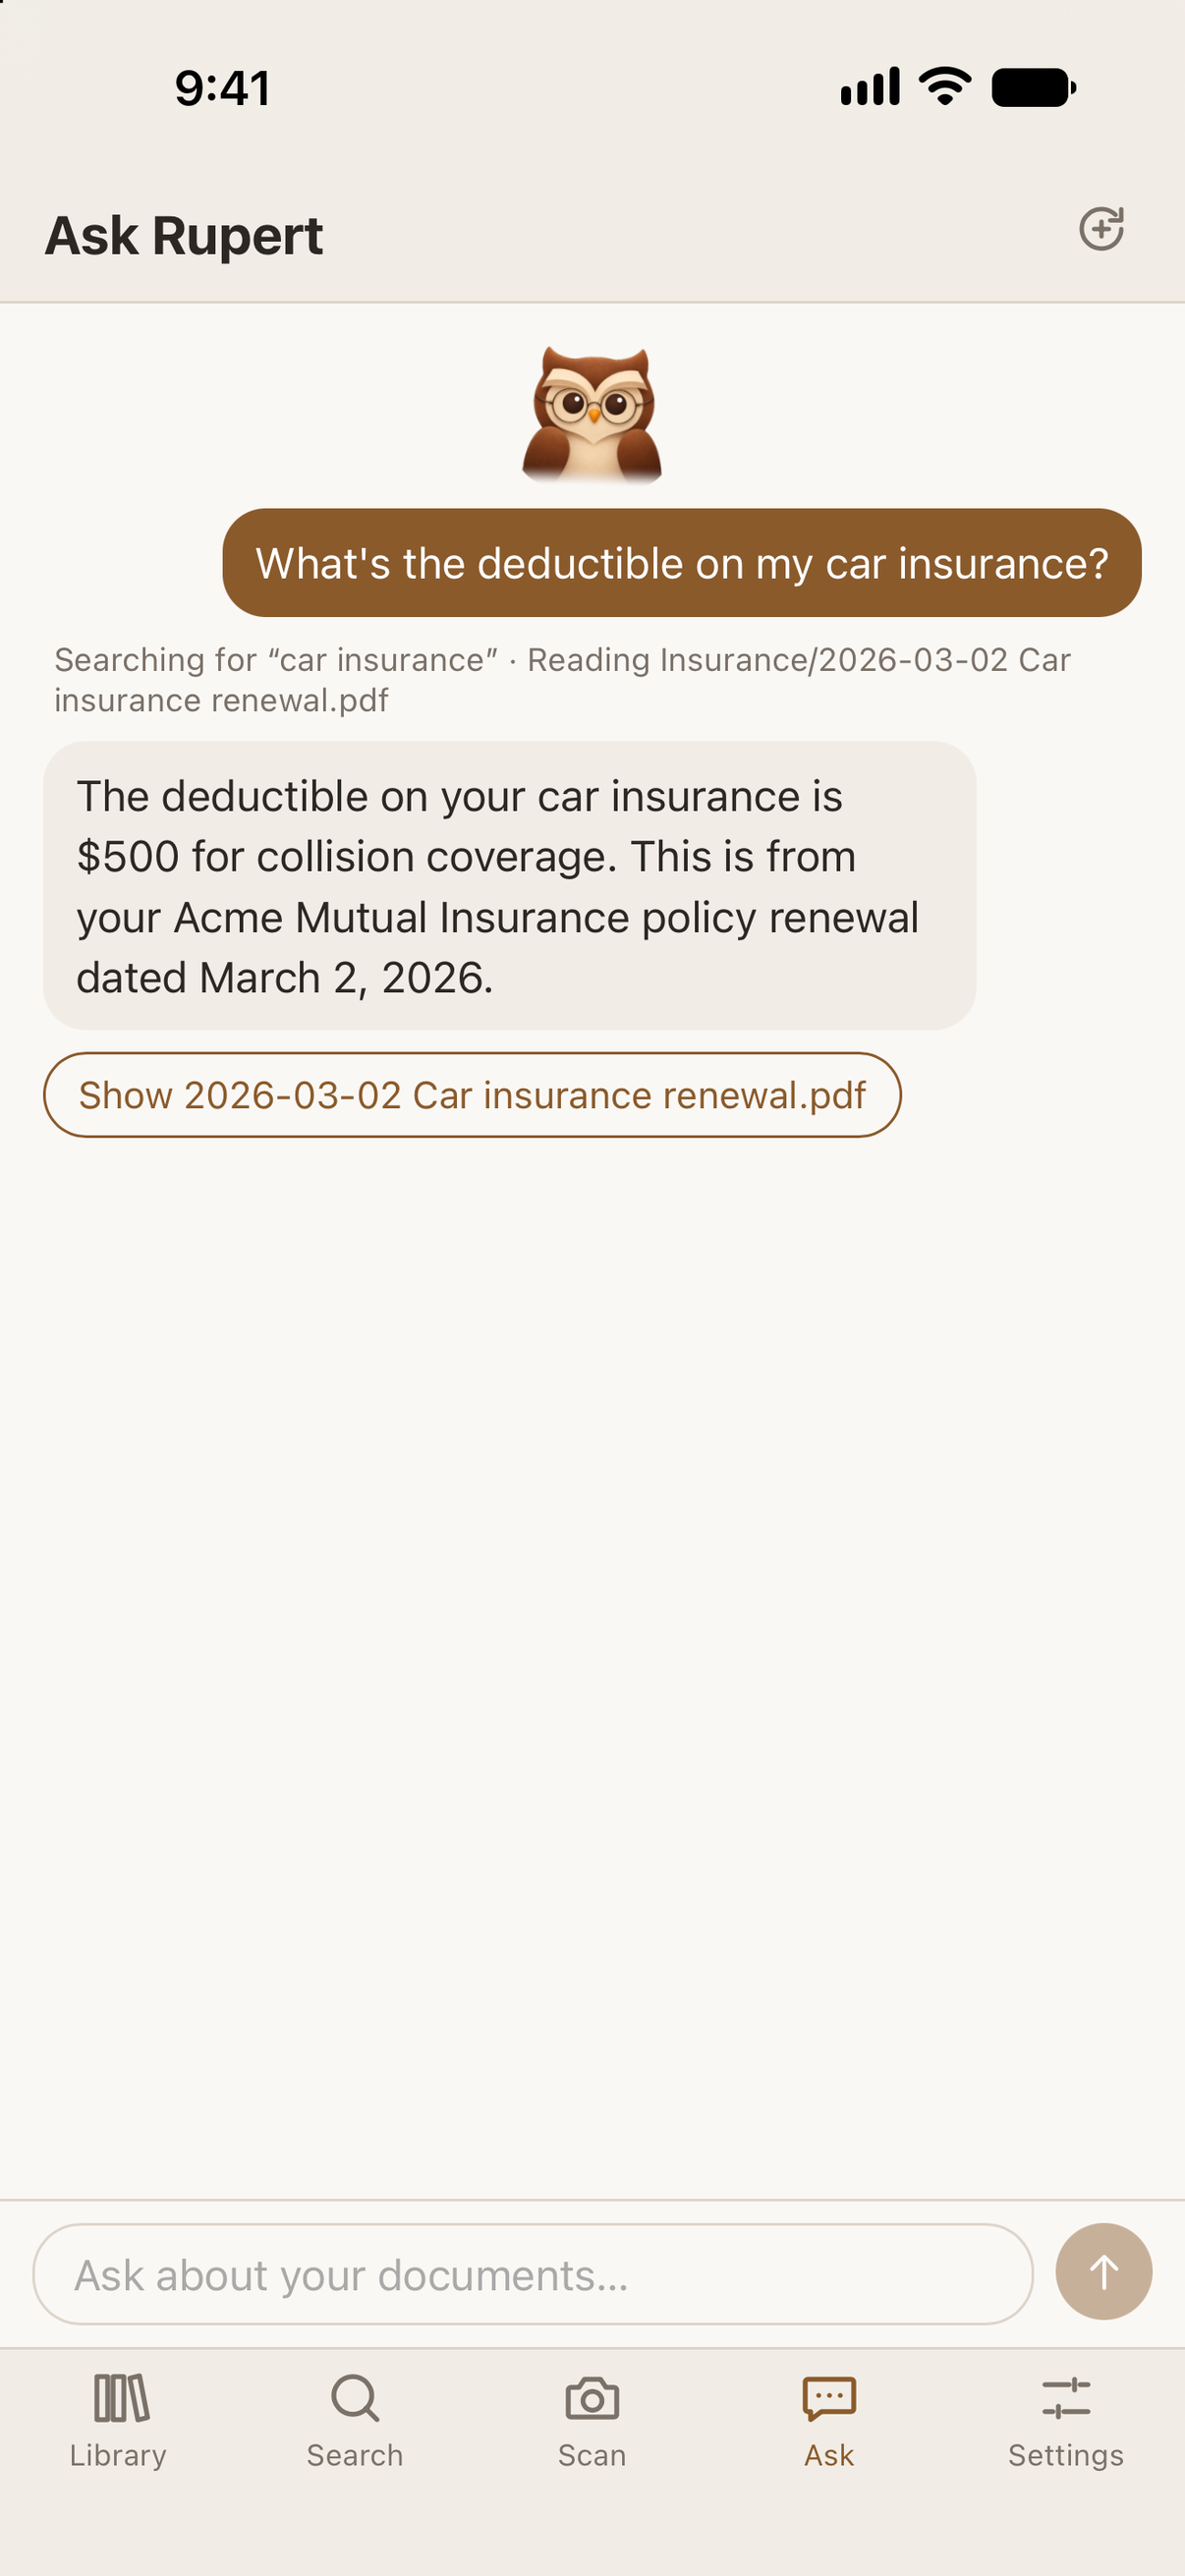 9:41
Ask Rupert
What's the deductible on my car insurance?
Searching for “car insurance” · Reading Insurance/2026-03-02 Car
insurance renewal.pdf
The deductible on your car insurance is
$500 for collision coverage. This is from
your Acme Mutual Insurance policy renewal
dated March 2, 2026.
Show 2026-03-02 Car insurance renewal.pdf
Ask about your documents...
Library Search Scan Ask Settings